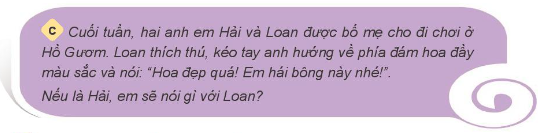 C Cuối tuần, hai anh em Hải và Loan được bố mẹ cho đi chơi ở
Hồ Gươm. Loan thích thú, kéo tay anh hướng về phía đám hoa đầy
màu sắc và nói: “Hoa đẹp quá! Em hái bông này nhé!”.
Nếu là Hải, em sẽ nói gì với Loan?